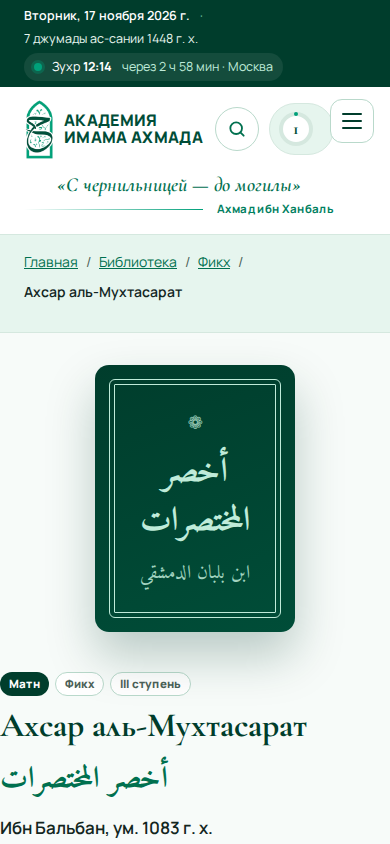 Вторник, 17 ноября 2026 г. ·
7 джумады ас-сании 1448 г. х.
Зухр 12:14 через 2 ч 58 мин · Москва
АКАДЕМИЯ
ИМАМА АХМАДА
I
«С чернильницей — до могилы»
Ахмад ибн Ханбаль
Главная / Библиотека / Фикх /
Ахсар аль-Мухтасарат
أخصر
المختصرات
ابن بلبان الدمشقي
Матн Фикх III ступень
Ахсар аль-Мухтасарат
أخصر المختصرات
Ибн Бальбан, ум. 1083 г. х.